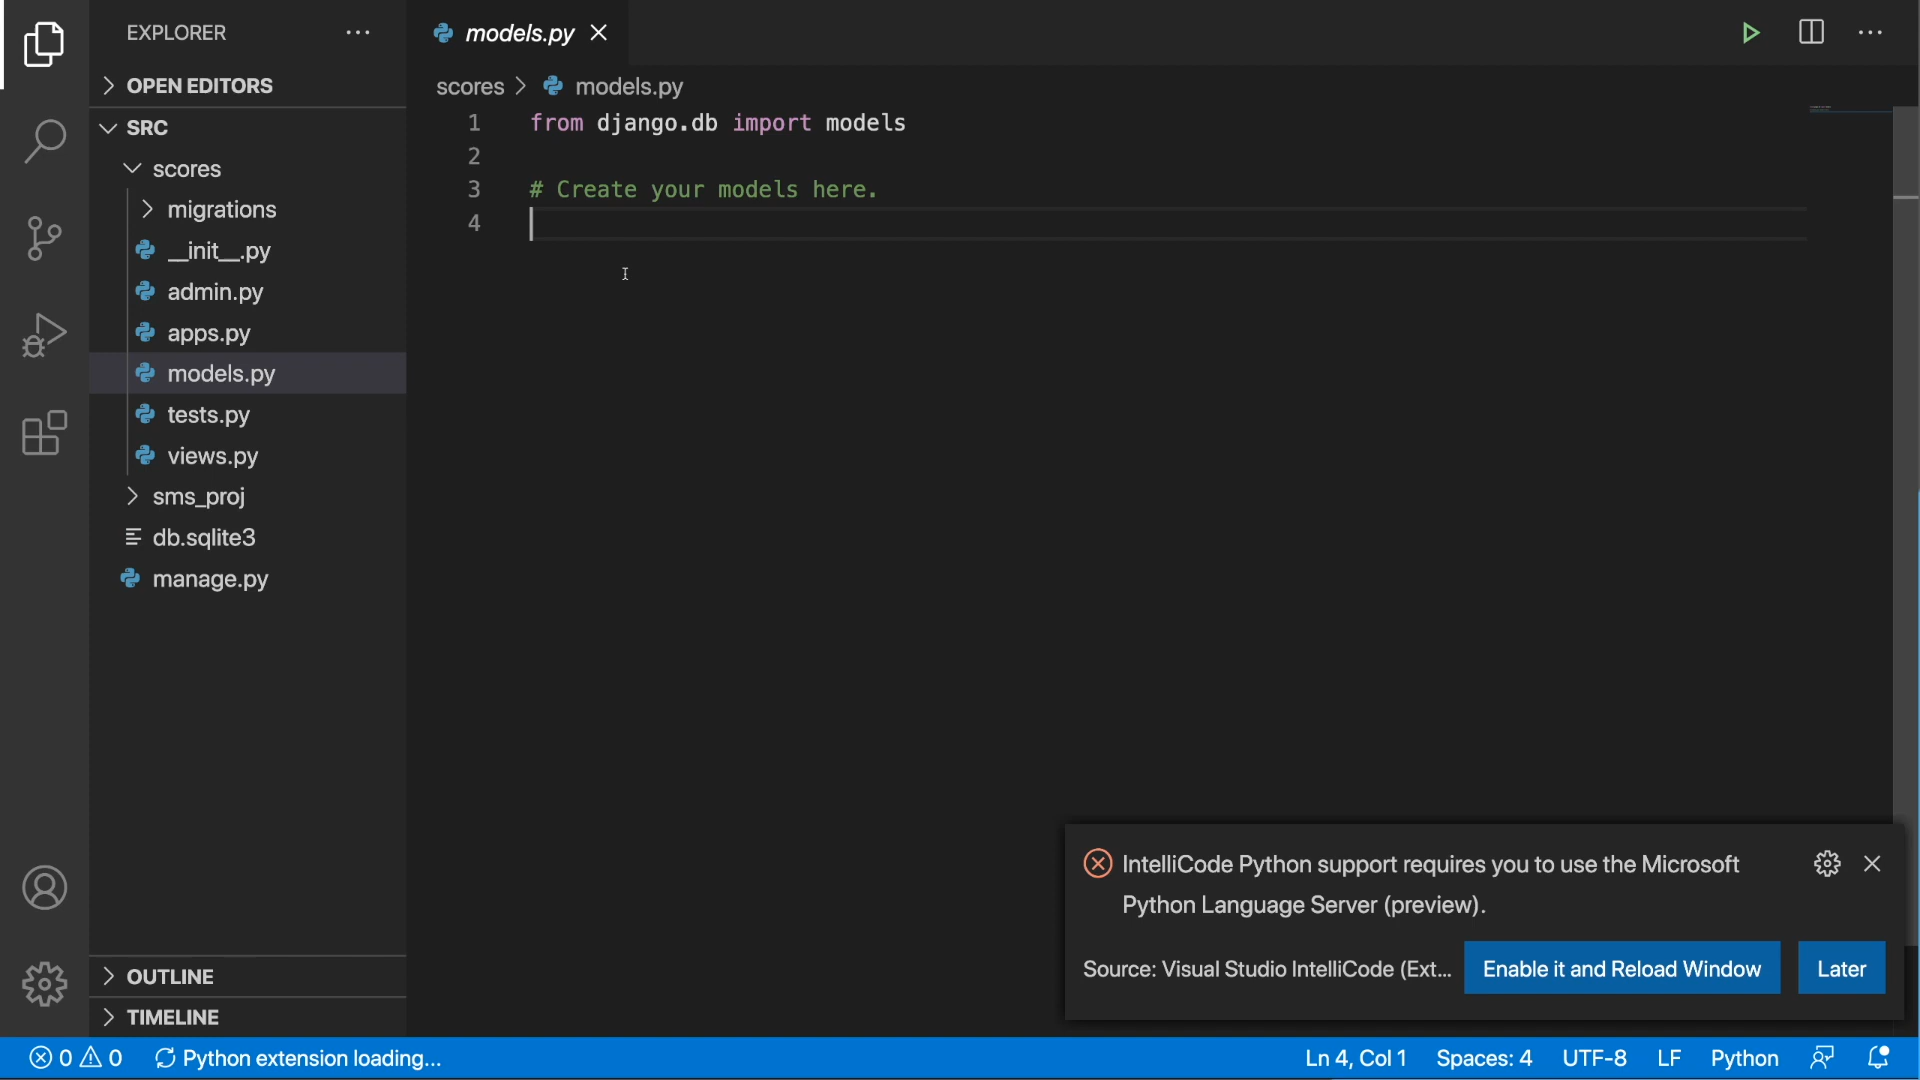 EXPLORER
OPEN EDITORS
SRC
scores
migrations
__init__.py
admin.py
apps.py
models.py
tests.py
views.py
sms_proj
db.sqlite3
manage.py
OUTLINE
TIMELINE
models.py
scores > models.py
1 from django.db import models
2
3 # Create your models here.
4
IntelliCode Python support requires you to use the Microsoft
Python Language Server (preview).
Source: Visual Studio IntelliCode (Ext...
Enable it and Reload Window
Later
0 0 Python extension loading... Ln 4, Col 1 Spaces: 4 UTF-8 LF Python